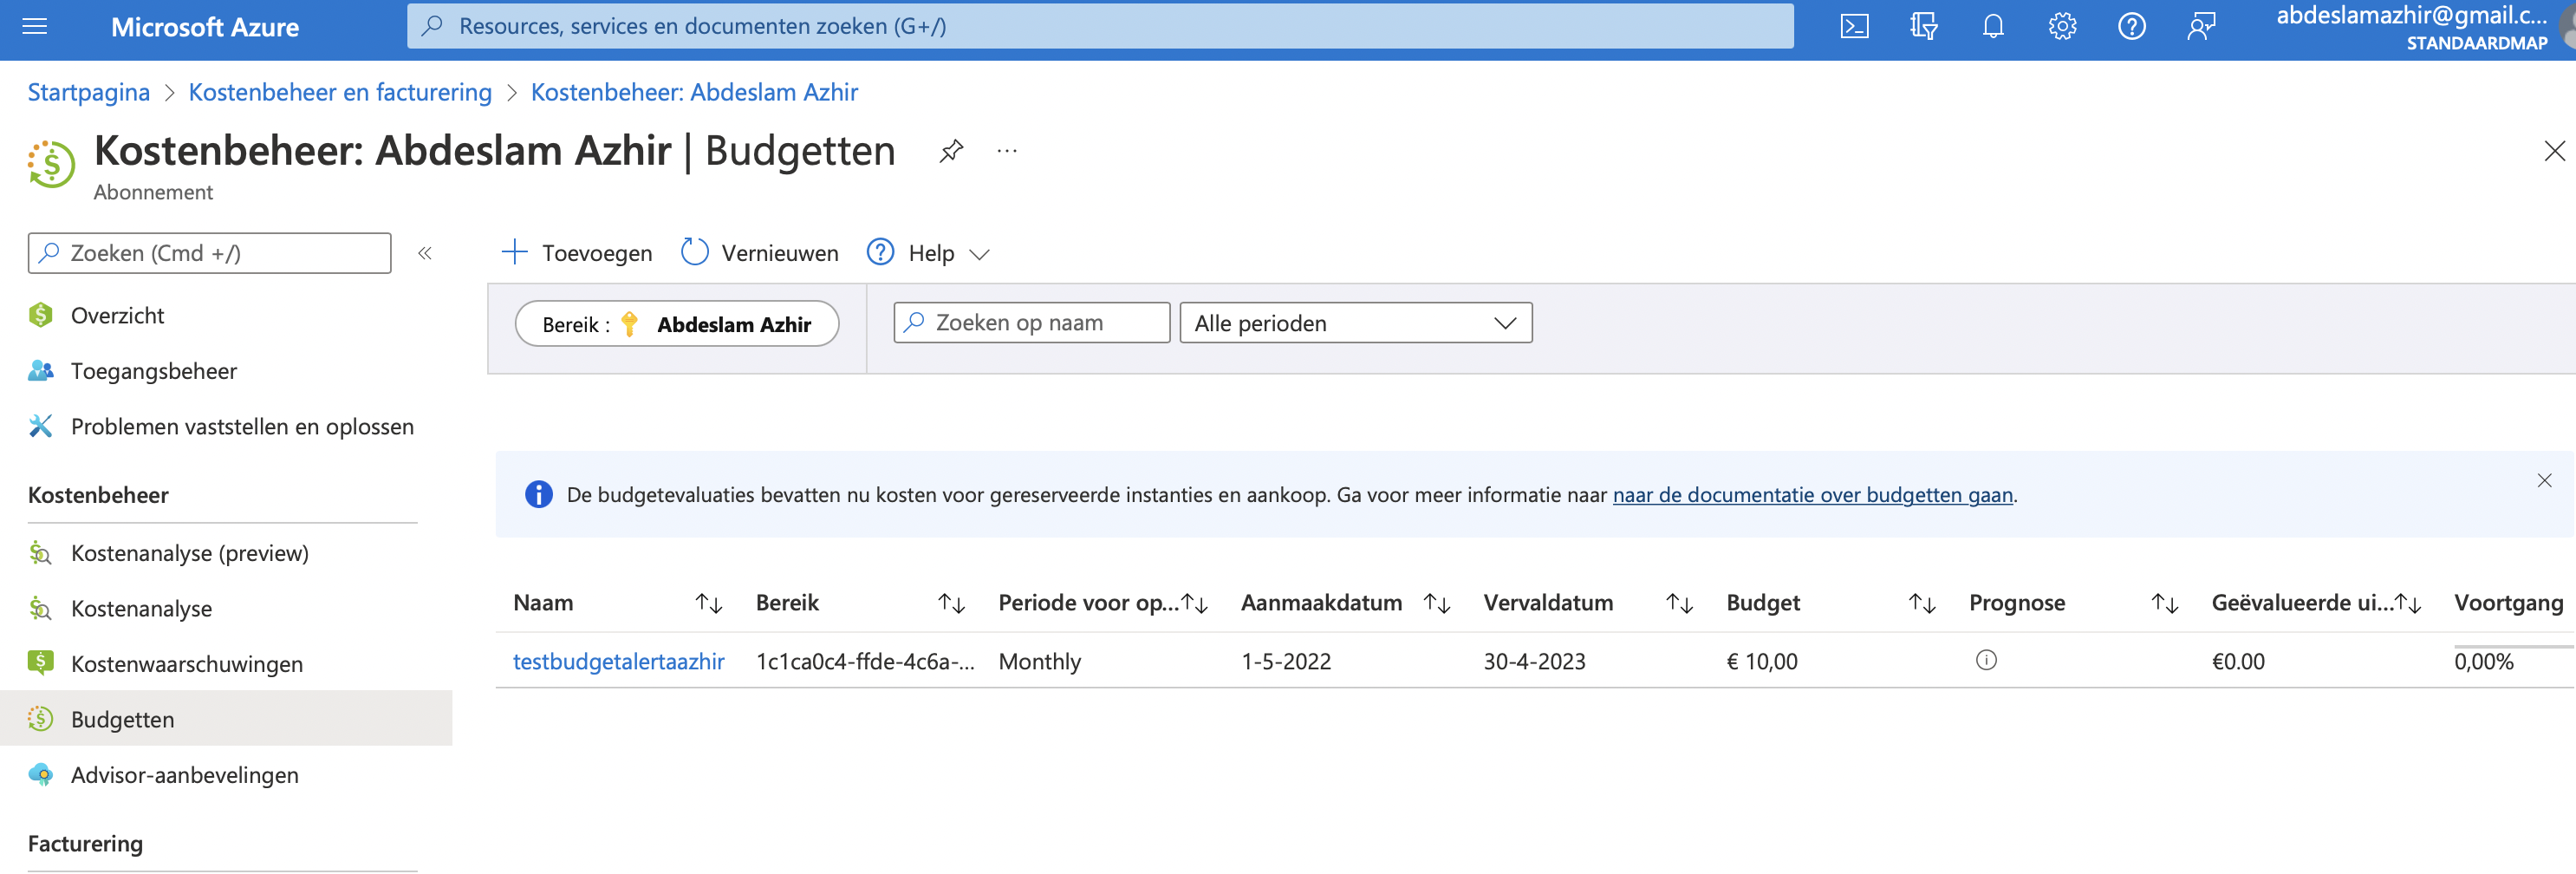 Microsoft Azure
Resources, services en documenten zoeken (G+/)
abdeslamazhir@gmail.c...
STANDAARDMAP
Startpagina > Kostenbeheer en facturering > Kostenbeheer: Abdeslam Azhir
Kostenbeheer: Abdeslam Azhir | Budgetten ...
Abonnement
Zoeken (Cmd +/) «
Overzicht
Toegangsbeheer
Problemen vaststellen en oplossen
Kostenbeheer
Kostenanalyse (preview)
Kostenanalyse
Kostenwaarschuwingen
Budgetten
Advisor-aanbevelingen
Facturering
Toevoegen Vernieuwen Help
Bereik : Abdeslam Azhir Zoeken op naam Alle perioden
De budgetevaluaties bevatten nu kosten voor gereserveerde instanties en aankoop. Ga voor meer informatie naar naar de documentatie over budgetten gaan.
Naam Bereik Periode voor op... Aanmaakdatum Vervaldatum Budget Prognose Geëvalueerde ui... Voortgang
testbudgetalertaazhir 1c1ca0c4-ffde-4c6a-... Monthly 1-5-2022 30-4-2023 € 10,00 €0.00 0,00%